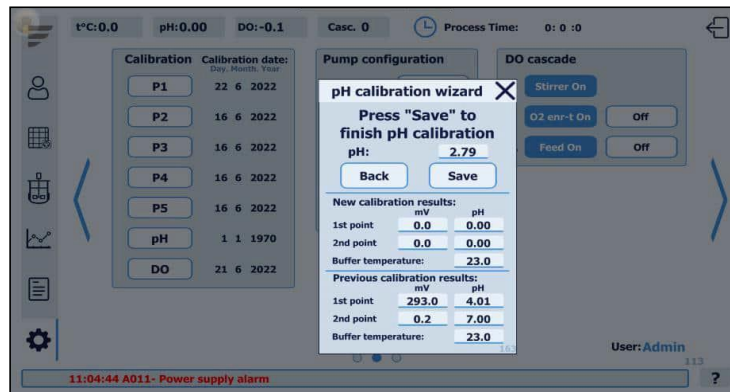 t°C:0.0 pH:0.00 DO:-0.1 Casc. 0 Process Time: 0: 0 :0
Calibration Calibration date:
Day. Month. Year
P1 22 6 2022
P2 16 6 2022
P3 16 6 2022
P4 16 6 2022
P5 16 6 2022
pH 1 1 1970
DO 21 6 2022
Pump configuration
DO cascade
Stirrer On
O2 enr-t On Off
Feed On Off
pH calibration wizard X
Press "Save" to
finish pH calibration
pH: 2.79
Back Save
New calibration results:
mV pH
1st point 0.0 0.00
2nd point 0.0 0.00
Buffer temperature: 23.0
Previous calibration results:
mV pH
1st point 293.0 4.01
2nd point 0.2 7.00
Buffer temperature: 23.0
163
User: Admin
113
11:04:44 A011- Power supply alarm ?